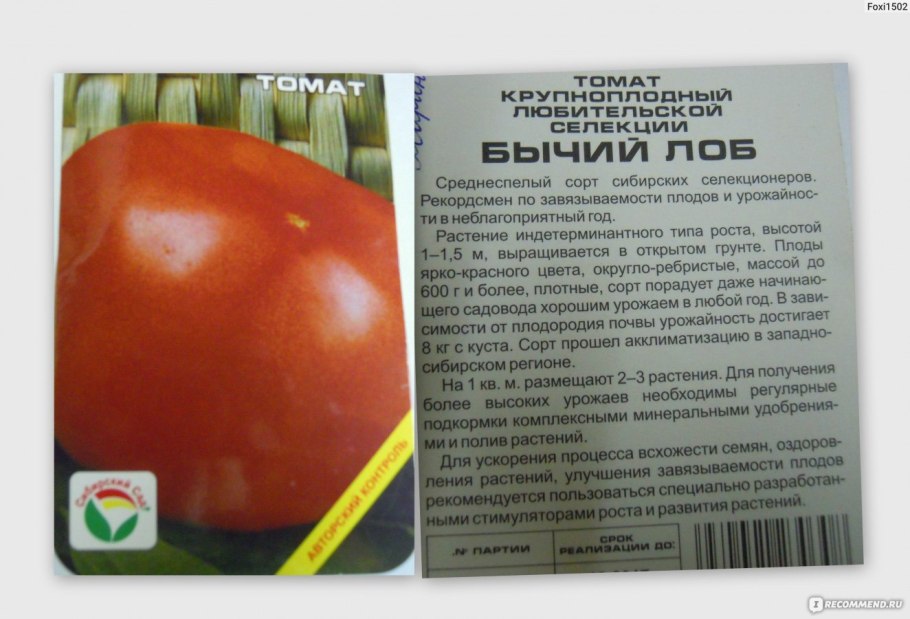 Foxi1502
ТОМАТ
Сибирский Сад
АВТОРСКИЙ КОНТРОЛЬ
ТОМАТ
КРУПНОПЛОДНЫЙ
ЛЮБИТЕЛЬСКОЙ
СЕЛЕКЦИИ
БЫЧИЙ ЛОБ
Среднеспелый сорт сибирских селекционеров.
Рекордсмен по завязываемости плодов и урожайнос-
ти в неблагоприятный год.
Растение индетерминантного типа роста, высотой
1–1,5 м, выращивается в открытом грунте. Плоды
ярко-красного цвета, округло-ребристые, массой до
600 г и более, плотные, сорт порадует даже начинаю-
щего садовода хорошим урожаем в любой год. В зави-
симости от плодородия почвы урожайность достигает
8 кг с куста. Сорт прошел акклиматизацию в западно-
сибирском регионе.
На 1 кв. м. размещают 2–3 растения. Для получения
более высоких урожаев необходимы регулярные
подкормки комплексными минеральными удобрения-
ми и полив растений.
Для ускорения процесса всхожести семян, оздоров-
ления растений, улучшения завязываемости плодов
рекомендуется пользоваться специально разработан-
ными стимуляторами роста и развития растений.
.№ ПАРТИИ
СРОК
РЕАЛИЗАЦИИ ДО:
I RECOMMEND.RU